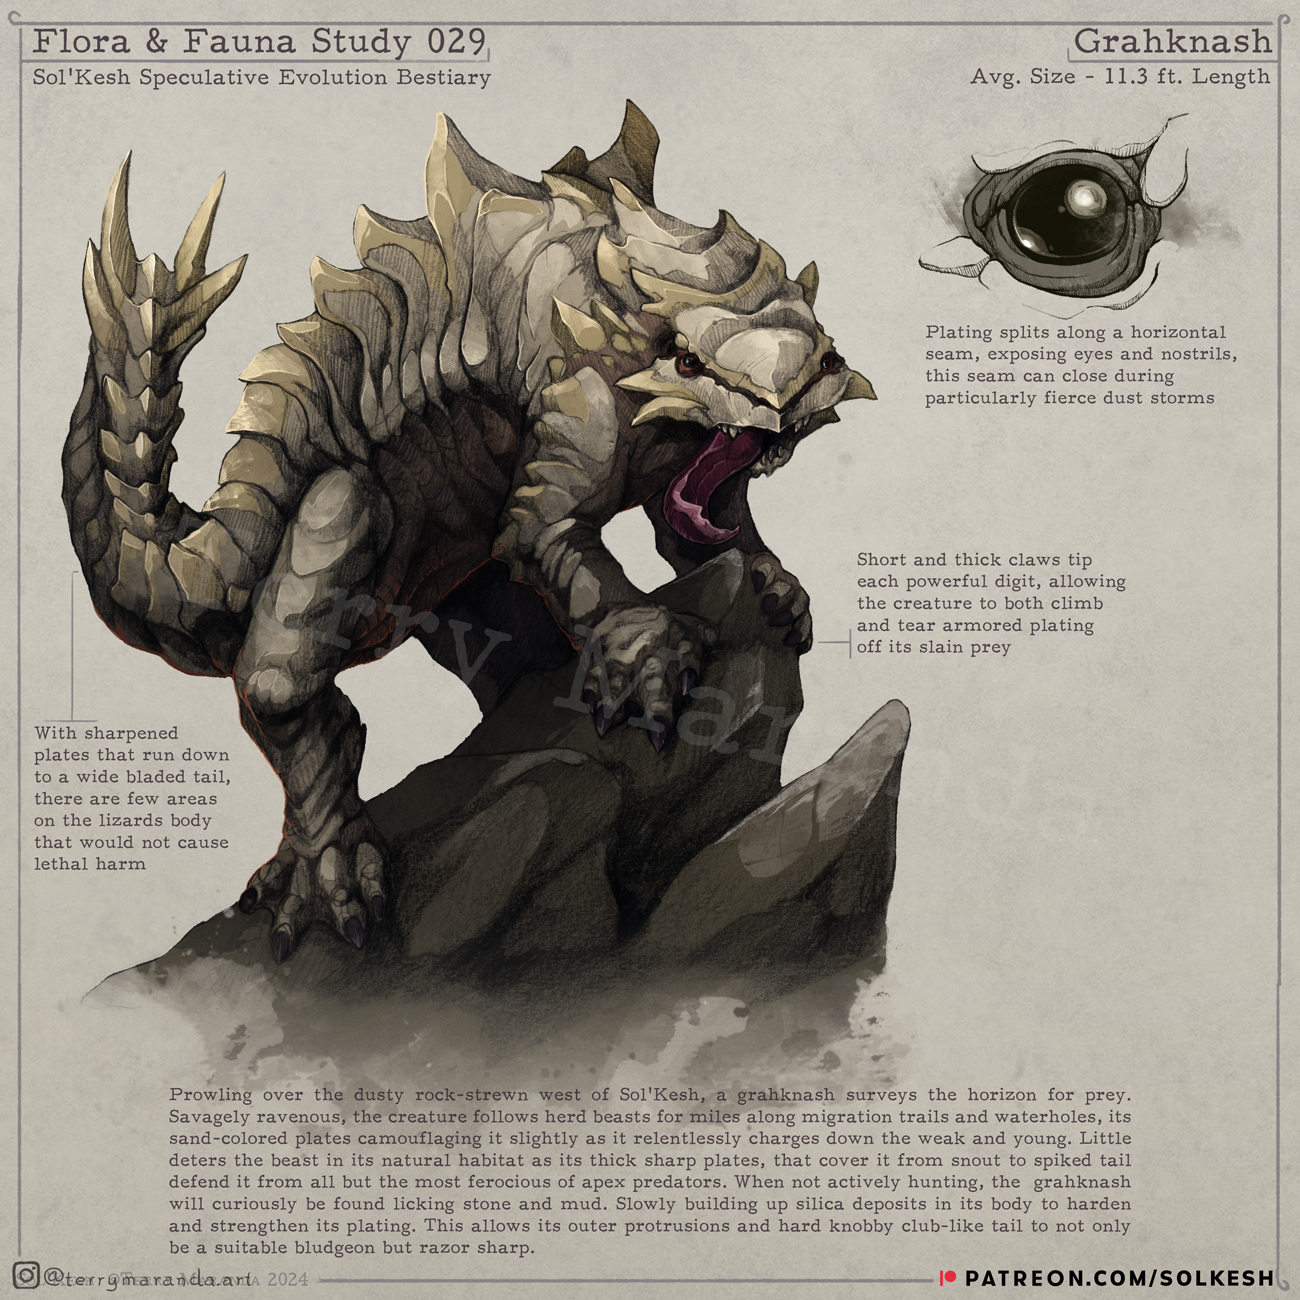 Flora & Fauna Study 029
Sol'Kesh Speculative Evolution Bestiary
Grahknash
Avg. Size - 11.3 ft. Length
Plating splits along a horizontal
seam, exposing eyes and nostrils,
this seam can close during
particularly fierce dust storms
Short and thick claws tip
each powerful digit, allowing
the creature to both climb
and tear armored plating
off its slain prey
With sharpened
plates that run down
to a wide bladed tail,
there are few areas
on the lizards body
that would not cause
lethal harm
Prowling over the dusty rock-strewn west of Sol'Kesh, a grahknash surveys the horizon for prey.
Savagely ravenous, the creature follows herd beasts for miles along migration trails and waterholes, its
sand-colored plates camouflaging it slightly as it relentlessly charges down the weak and young. Little
deters the beast in its natural habitat as its thick sharp plates, that cover it from snout to spiked tail
defend it from all but the most ferocious of apex predators. When not actively hunting, the grahknash
will curiously be found licking stone and mud. Slowly building up silica deposits in its body to harden
and strengthen its plating. This allows its outer protrusions and hard knobby club-like tail to not only
be a suitable bludgeon but razor sharp.
@terrymaranda.art
2024
PATREON.COM/SOLKESH